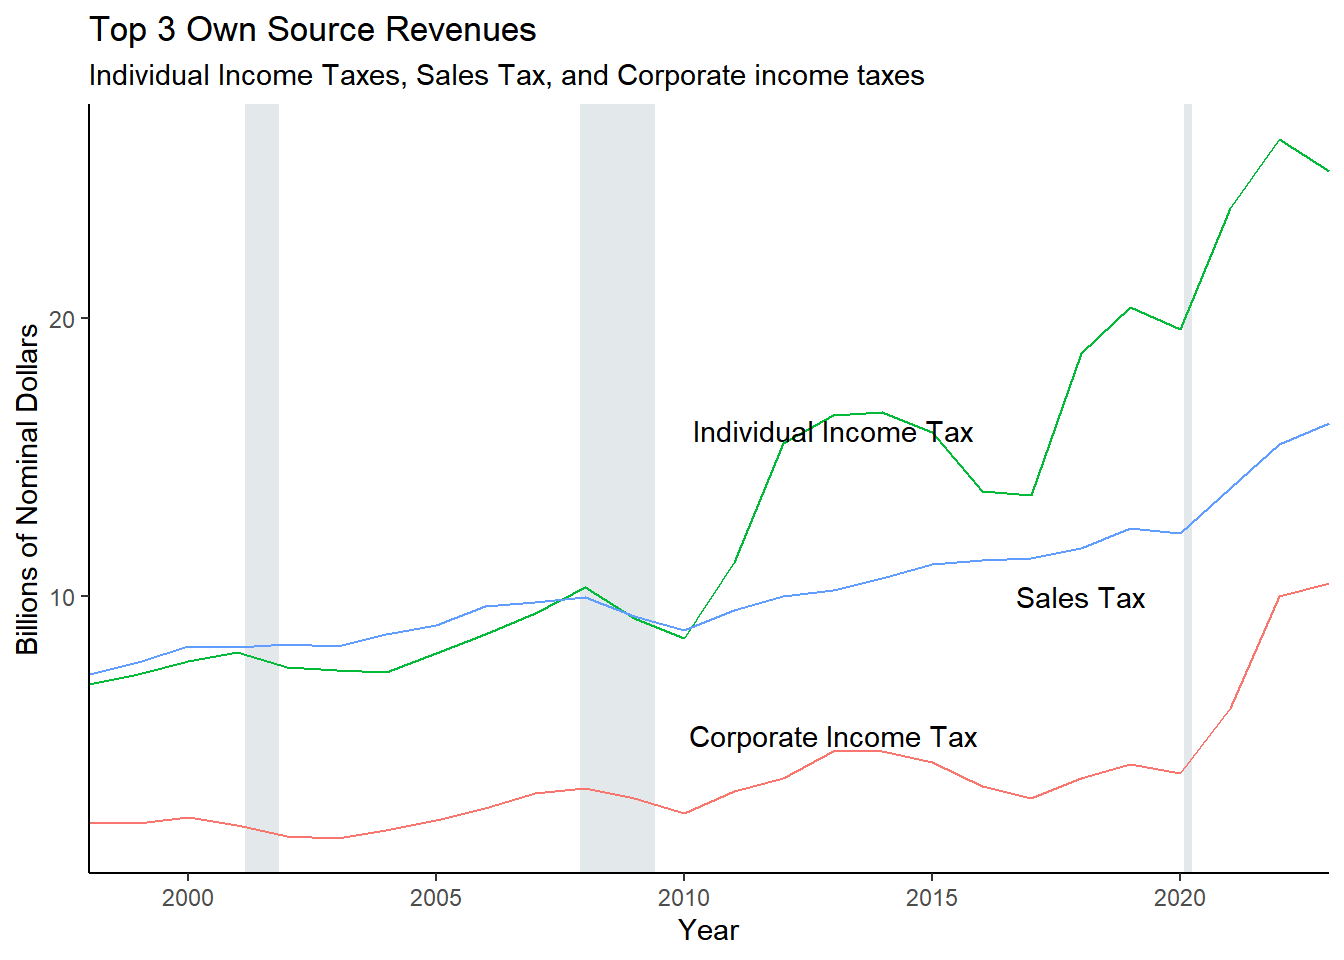 Top 3 Own Source Revenues
Individual Income Taxes, Sales Tax, and Corporate income taxes
Billions of Nominal Dollars
20
10
Individual Income Tax
Sales Tax
Corporate Income Tax
2000
2005
2010
2015
2020
Year